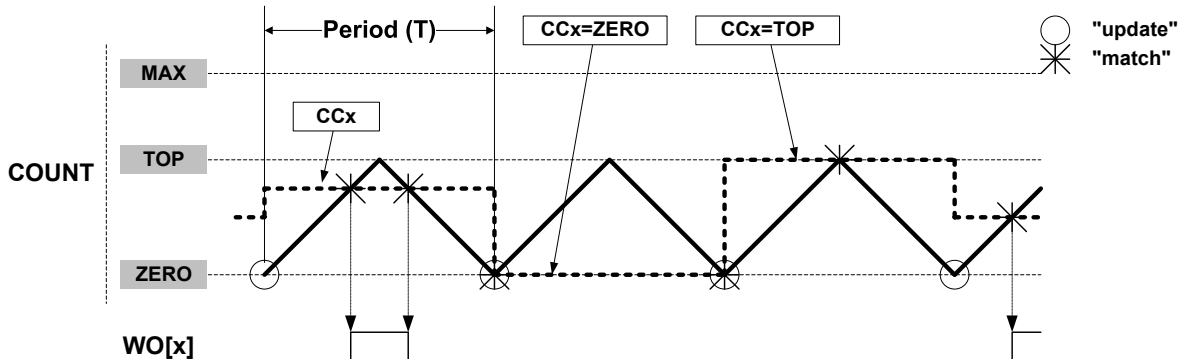 Period (T)
CCx=ZERO
CCx=TOP
"update"
"match"
MAX
CCx
TOP
COUNT
ZERO
WO[x]